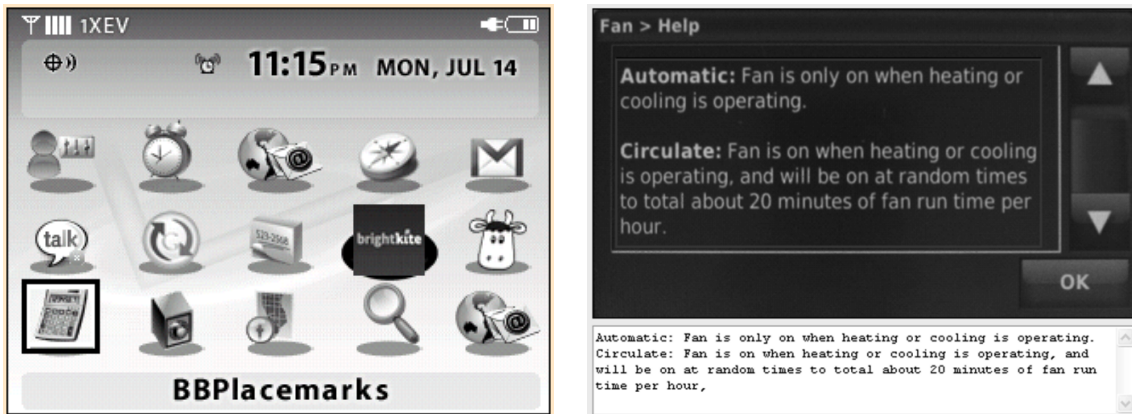 1XEV
11:15 PM MON, JUL 14
talk
523-2568
brightkite
BBPlacemarks
Fan > Help
Automatic: Fan is only on when heating or
cooling is operating.
Circulate: Fan is on when heating or cooling
is operating, and will be on at random times
to total about 20 minutes of fan run time per
hour.
OK
Automatic: Fan is only on when heating or cooling is operating.
Circulate: Fan is on when heating or cooling is operating, and
will be on at random times to total about 20 minutes of fan run
time per hour,